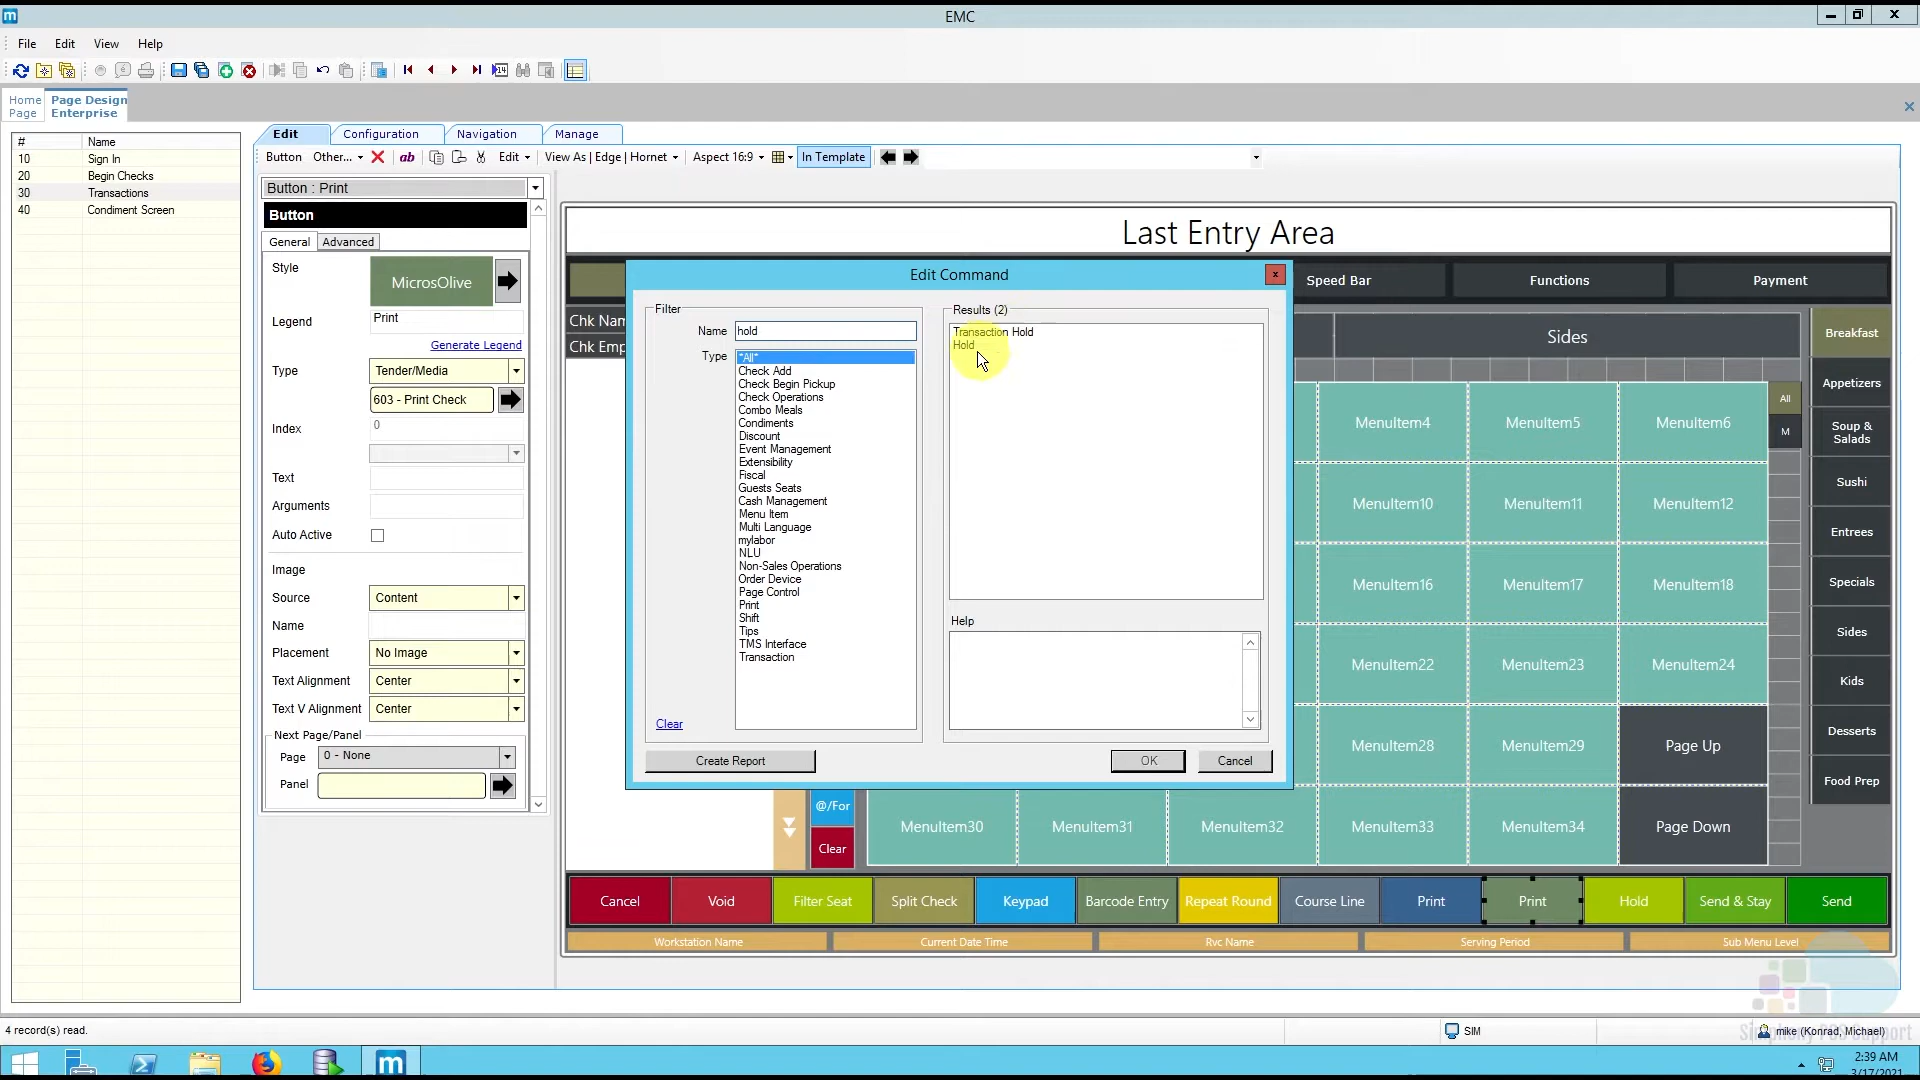 m
EMC
File Edit View Help
Home Page
Page Design Enterprise
# Name
10 Sign In
20 Begin Checks
30 Transactions
40 Condiment Screen
Edit Configuration Navigation Manage
Button Other... ab Edit View As | Edge | Hornet Aspect 16:9 In Template
Button : Print
Button
General Advanced
Style MicrosOlive
Legend Print
Generate Legend
Type Tender/Media
603 - Print Check
Index 0
Text
Arguments
Auto Active
Image
Source Content
Name
Placement No Image
Text Alignment Center
Text V Alignment Center
Next Page/Panel
Page 0 - None
Panel
Last Entry Area
Speed Bar Functions Payment
Chk Nam
Chk Emp
Sides
Edit Command
Filter
Name hold
Type *All*
Check Add
Check Begin Pickup
Check Operations
Combo Meals
Condiments
Discount
Event Management
Extensibility
Fiscal
Guests Seats
Cash Management
Menu Item
Multi Language
mylabor
NLU
Non-Sales Operations
Order Device
Page Control
Print
Shift
Tips
TMS Interface
Transaction
Clear
Results (2)
Transaction Hold
Hold
Help
Create Report OK Cancel
MenuItem4 MenuItem5 MenuItem6
MenuItem10 MenuItem11 MenuItem12
MenuItem16 MenuItem17 MenuItem18
MenuItem22 MenuItem23 MenuItem24
MenuItem28 MenuItem29 Page Up
MenuItem30 MenuItem31 MenuItem32 MenuItem33 MenuItem34 Page Down
All
M
Breakfast
Appetizers
Soup & Salads
Sushi
Entrees
Specials
Sides
Kids
Desserts
Food Prep
@/For
Clear
Cancel Void Filter Seat Split Check Keypad Barcode Entry Repeat Round Course Line Print Print Hold Send & Stay Send
Workstation Name Current Date Time Rvc Name Serving Period Sub Menu Level
4 record(s) read.
SIM
mike (Konrad, Michael)
Simphony POS Support
m
2:39 AM
3/17/2021